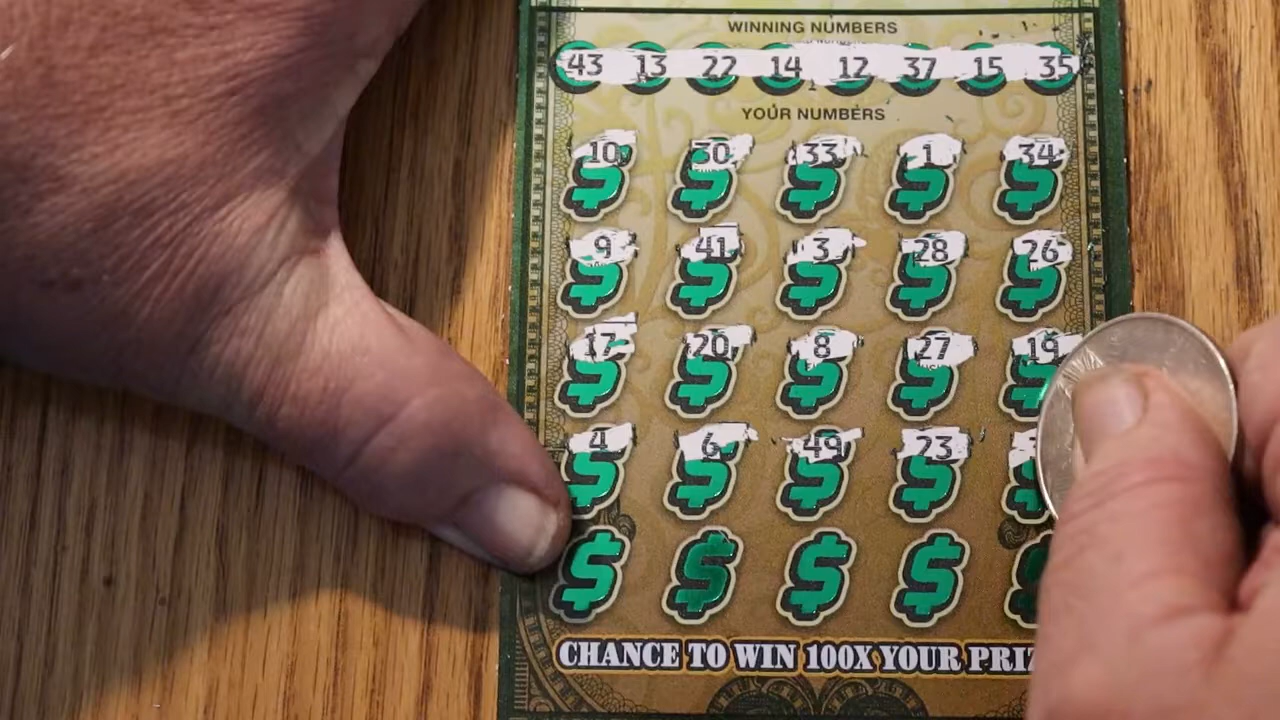 WINNING NUMBERS
43 13 22 14 12 37 15 35
YOUR NUMBERS
10 30 33 1 34
9 41 3 28 26
17 20 8 27 19
4 6 49 23
CHANCE TO WIN 100X YOUR